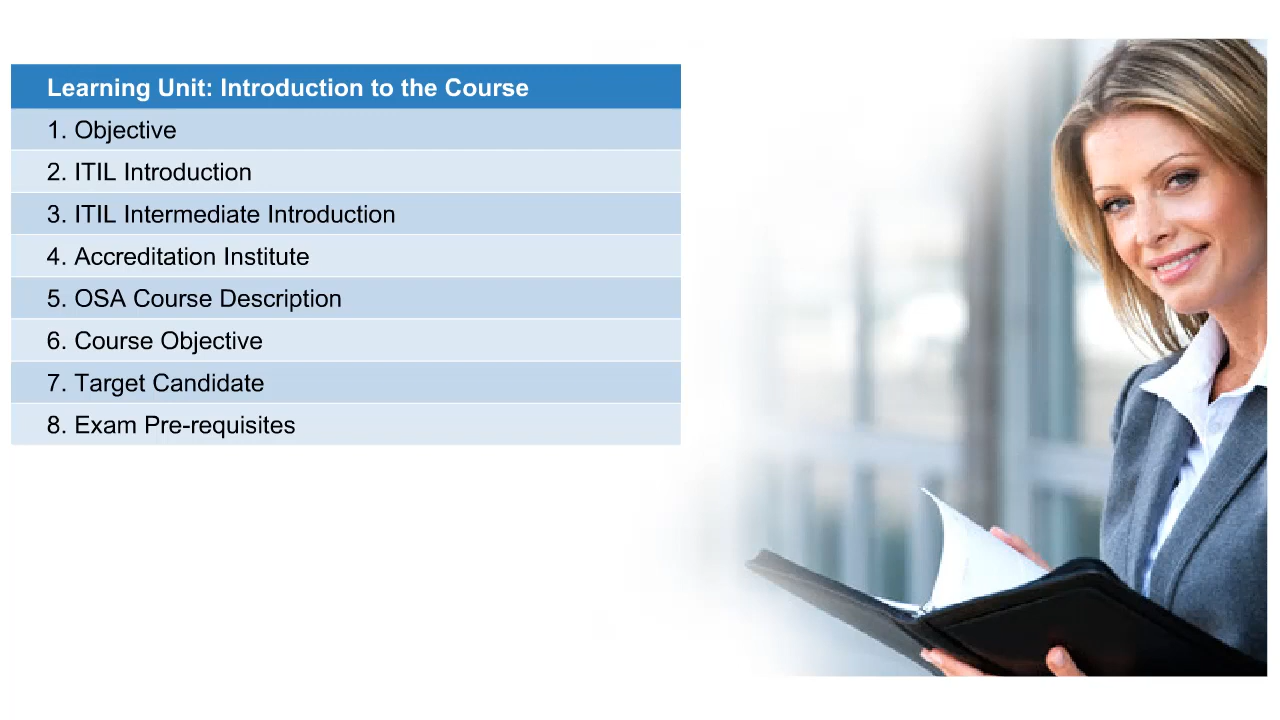 Learning Unit: Introduction to the Course
1. Objective
2. ITIL Introduction
3. ITIL Intermediate Introduction
4. Accreditation Institute
5. OSA Course Description
6. Course Objective
7. Target Candidate
8. Exam Pre-requisites